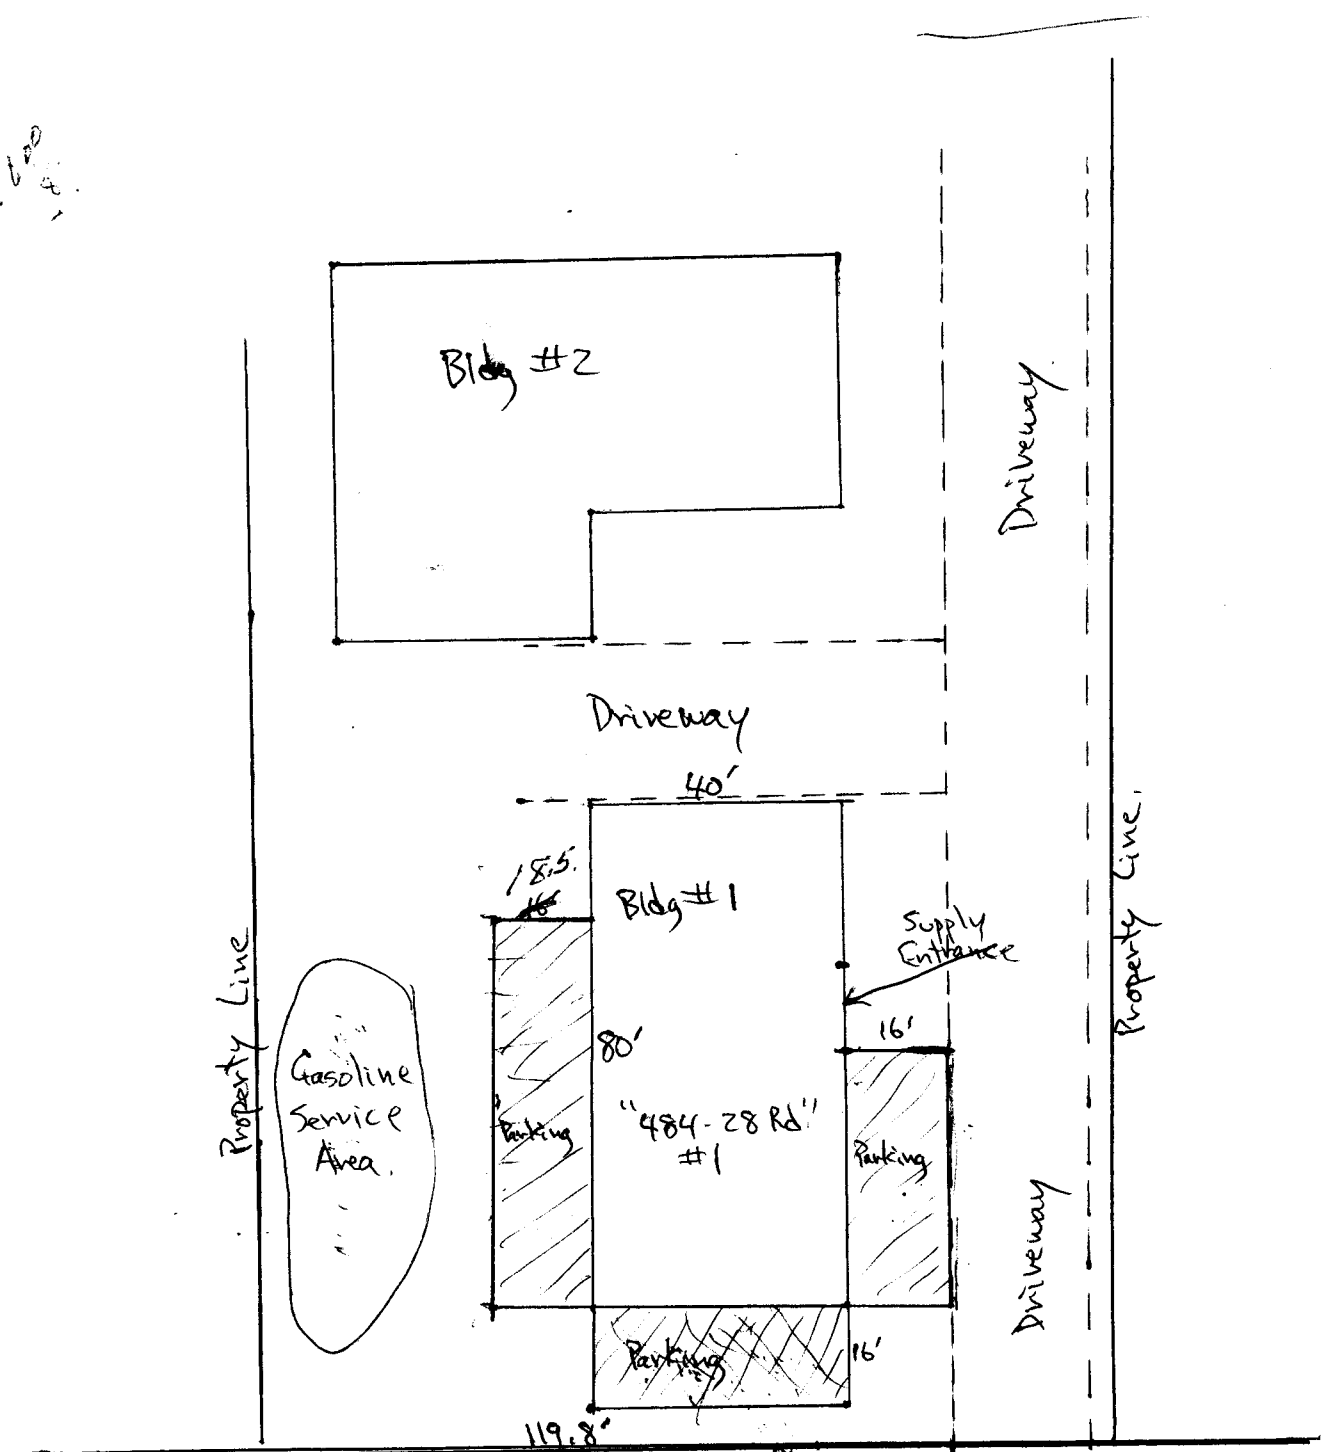 Bldg #2
Driveway
Driveway
40'
18.5.
16'
Bldg #1
Supply
Entrance
Property Line.
Property Line
16'
80'
Gasoline
Service
Area.
Parking
"484-28 Rd"
#1
Parking
Driveway
Parking
16'
119.8'